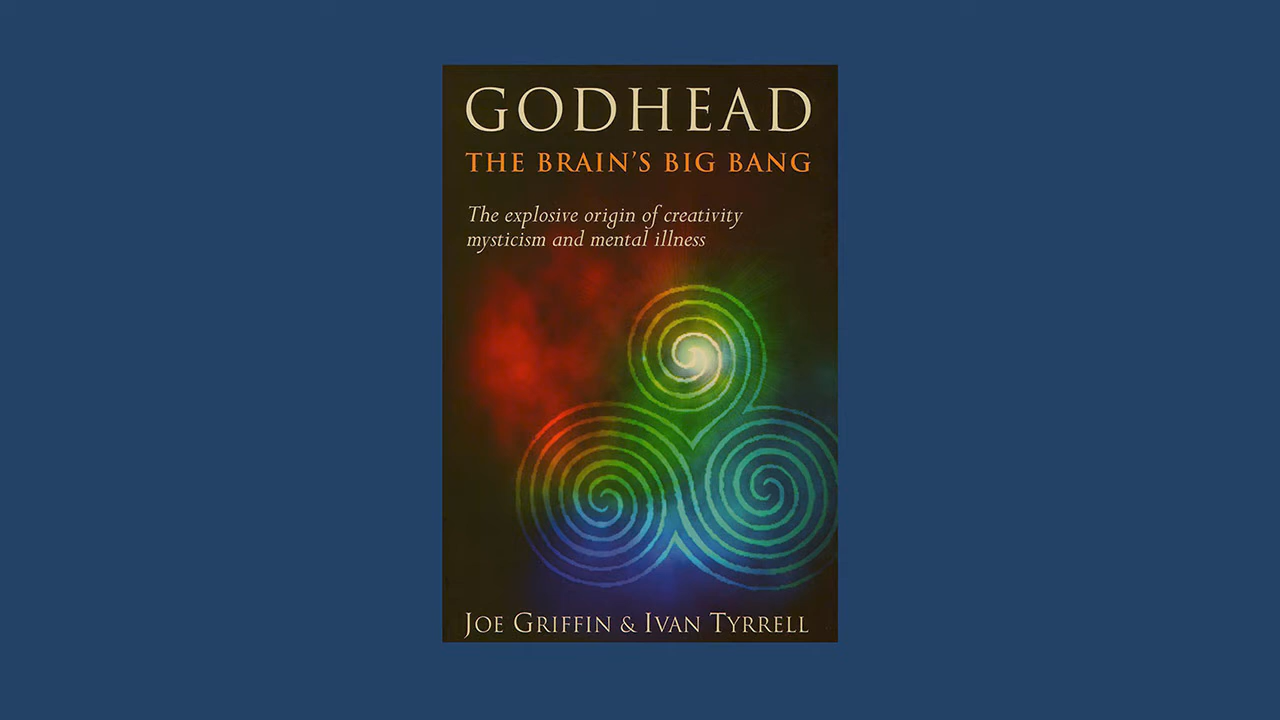 GODHEAD
THE BRAIN'S BIG BANG
The explosive origin of creativity
mysticism and mental illness
JOE GRIFFIN & IVAN TYRRELL